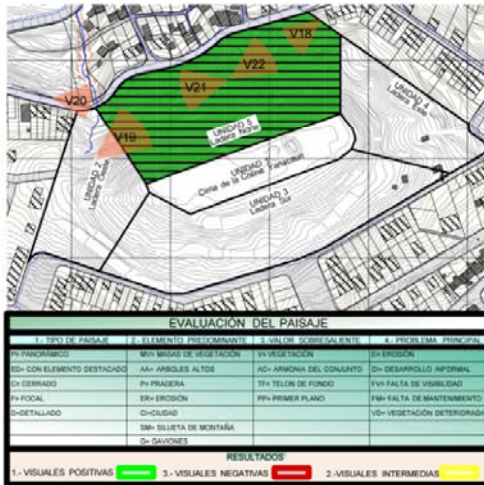 V18
V20
V21
V22
V19
UNIDAD 4
Ladera Este
UNIDAD 5
Ladera Norte
UNIDAD 2
Ladera Oeste
UNIDAD
Cima de la Colina
UNIDAD 3
Ladera Sur
EVALUACIÓN DEL PAISAJE
1.- TIPO DE PAISAJE 2.- ELEMENTO PREDOMINANTE 3.-VALOR SOBRESALIENTE 4.- PROBLEMA PRINCIPAL
P= PANORÁMICO MV= MASAS DE VEGETACIÓN V= VEGETACIÓN E= EROSIÓN
ED= CON ELEMENTO DESTACADO AA= ARBOLES ALTOS AC= ARMONIA DEL CONJUNTO DI= DESARROLLO INFORMAL
C= CERRADO P= PRADERA TF= TELON DE FONDO FV= FALTA DE VISIBILIDAD
F= FOCAL ER= EROSIÓN PP= PRIMER PLANO FM= FALTA DE MANTENIMIENTO
D=DETALLADO CI=CIUDAD VD= VEGETACIÓN DETERIORADA
SM= SILUETA DE MONTAÑA
G= GAVIONES
RESULTADOS
1.- VISUALES POSITIVAS 3.- VISUALES NEGATIVAS 2.-VISUALES INTERMEDIAS